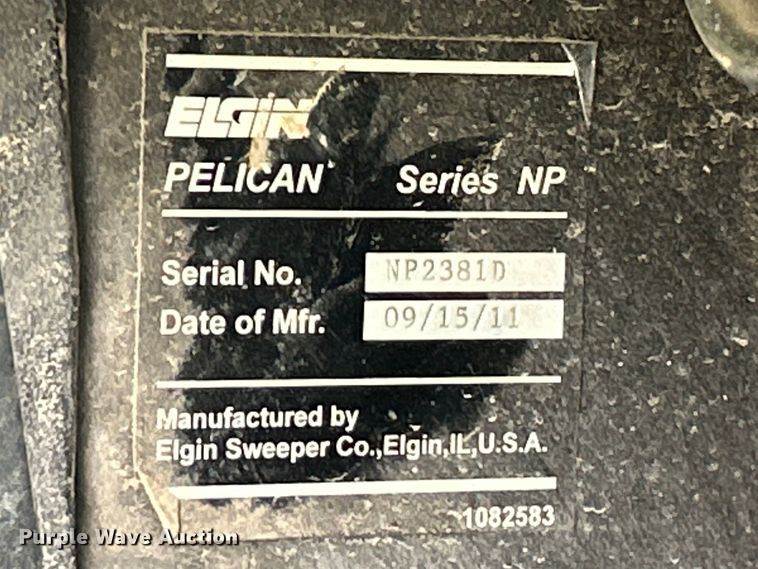 ELGIN
PELICAN Series NP
Serial No. NP2381D
Date of Mfr. 09/15/11
Manufactured by
Elgin Sweeper Co.,Elgin,IL,U.S.A.
1082583
Purple Wave Auction